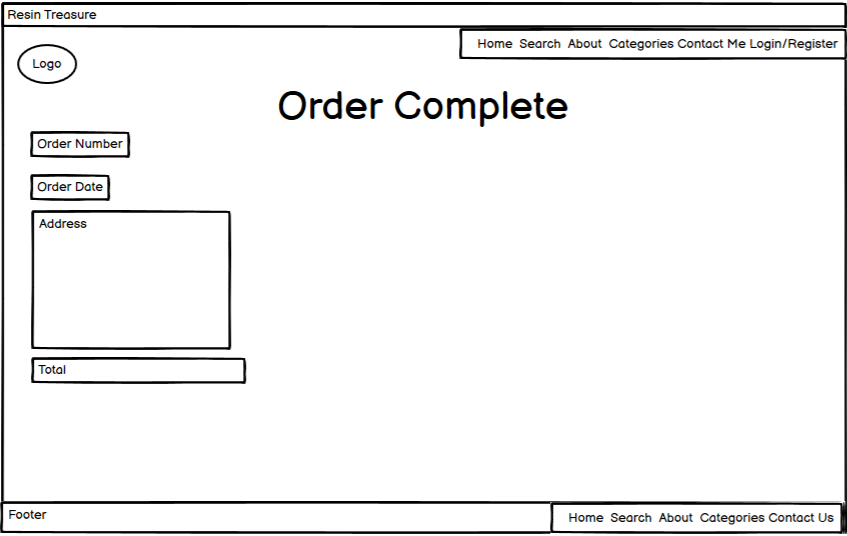 Resin Treasure
Home Search About Categories Contact Me Login/Register
Logo
Order Complete
Order Number
Order Date
Address
Total
Footer
Home Search About Categories Contact Us